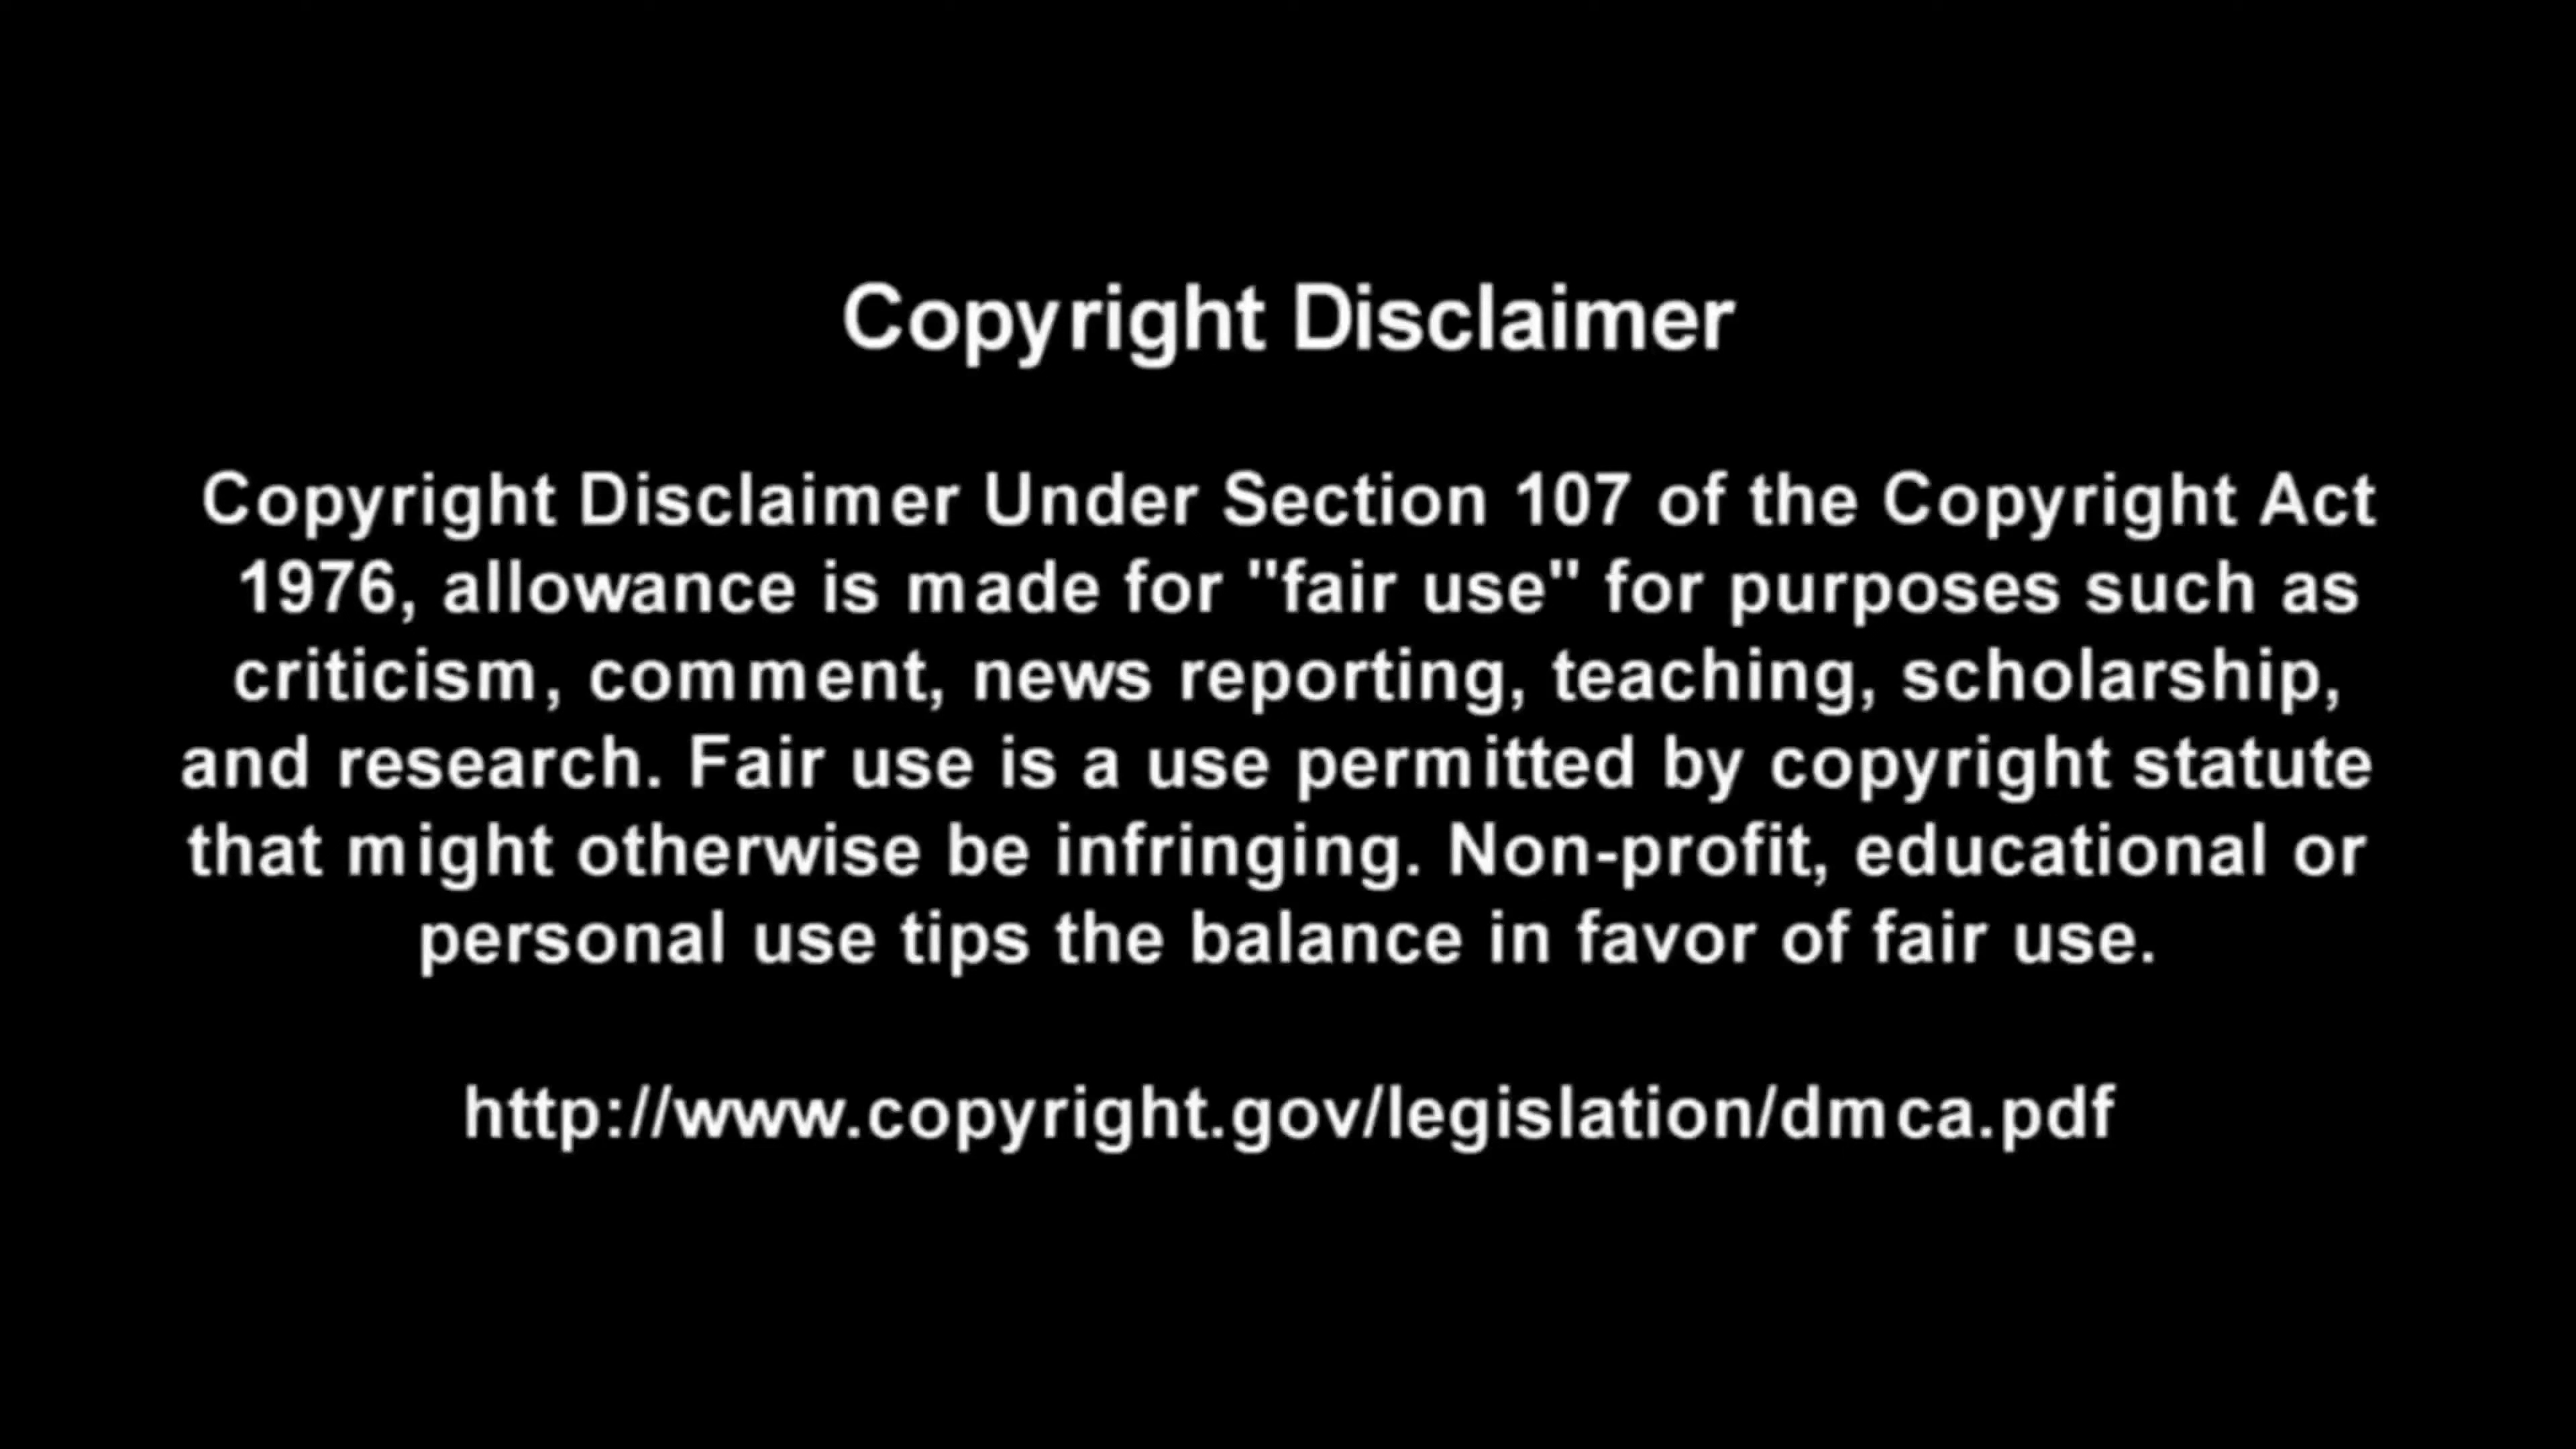 Copyright Disclaimer
Copyright Disclaimer Under Section 107 of the Copyright Act
1976, allowance is made for "fair use" for purposes such as
criticism, comment, news reporting, teaching, scholarship,
and research. Fair use is a use permitted by copyright statute
that might otherwise be infringing. Non-profit, educational or
personal use tips the balance in favor of fair use.
http://www.copyright.gov/legislation/dmca.pdf